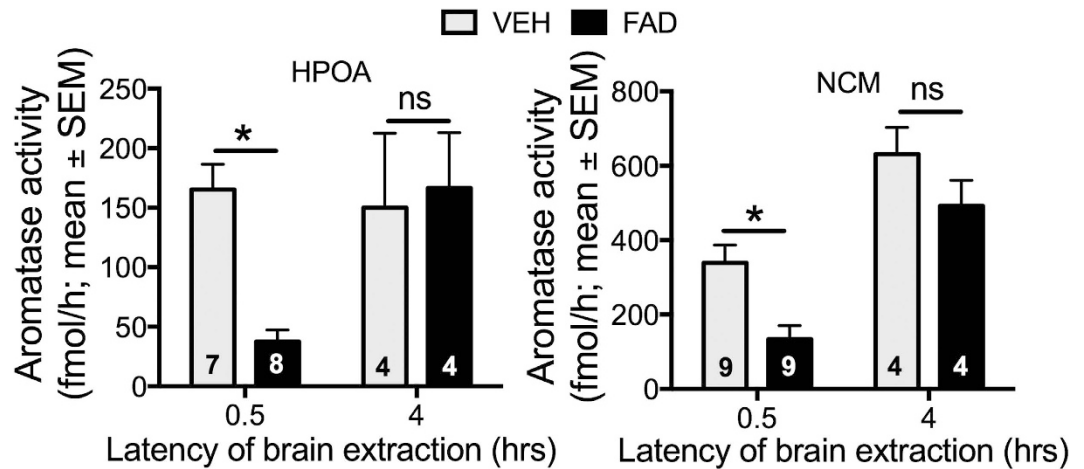 VEH FAD
HPOA
Aromatase activity
(fmol/h; mean ± SEM)
250
200
150
100
50
0
*
ns
7 8 4 4
0.5 4
Latency of brain extraction (hrs)
NCM
Aromatase activity
(fmol/h; mean ± SEM)
800
600
400
200
0
*
ns
9 9 4 4
0.5 4
Latency of brain extraction (hrs)